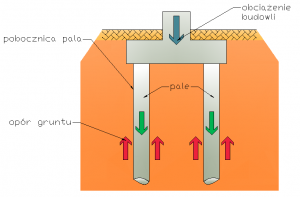 obciążenie
budowli
pobocznica pala
pale
opór gruntu